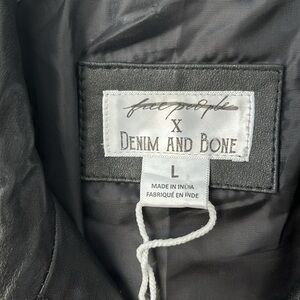 free people
X
DENIM AND BONE
L
MADE IN INDIA
FABRIQUÉ EN INDE